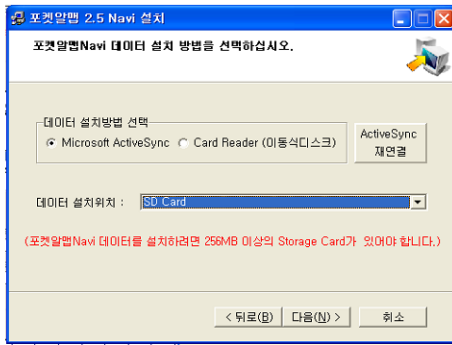 포켓알맵 2.5 Navi 설치
포켓알맵Navi 데이터 설치 방법을 선택하십시오.
데이터 설치방법 선택
Microsoft ActiveSync Card Reader (이동식디스크)
ActiveSync
재연결
데이터 설치위치 : SD Card
(포켓알맵Navi 데이터를 설치하려면 256MB 이상의 Storage Card가 있어야 합니다.)
< 뒤로(B) 다음(N) > 취소